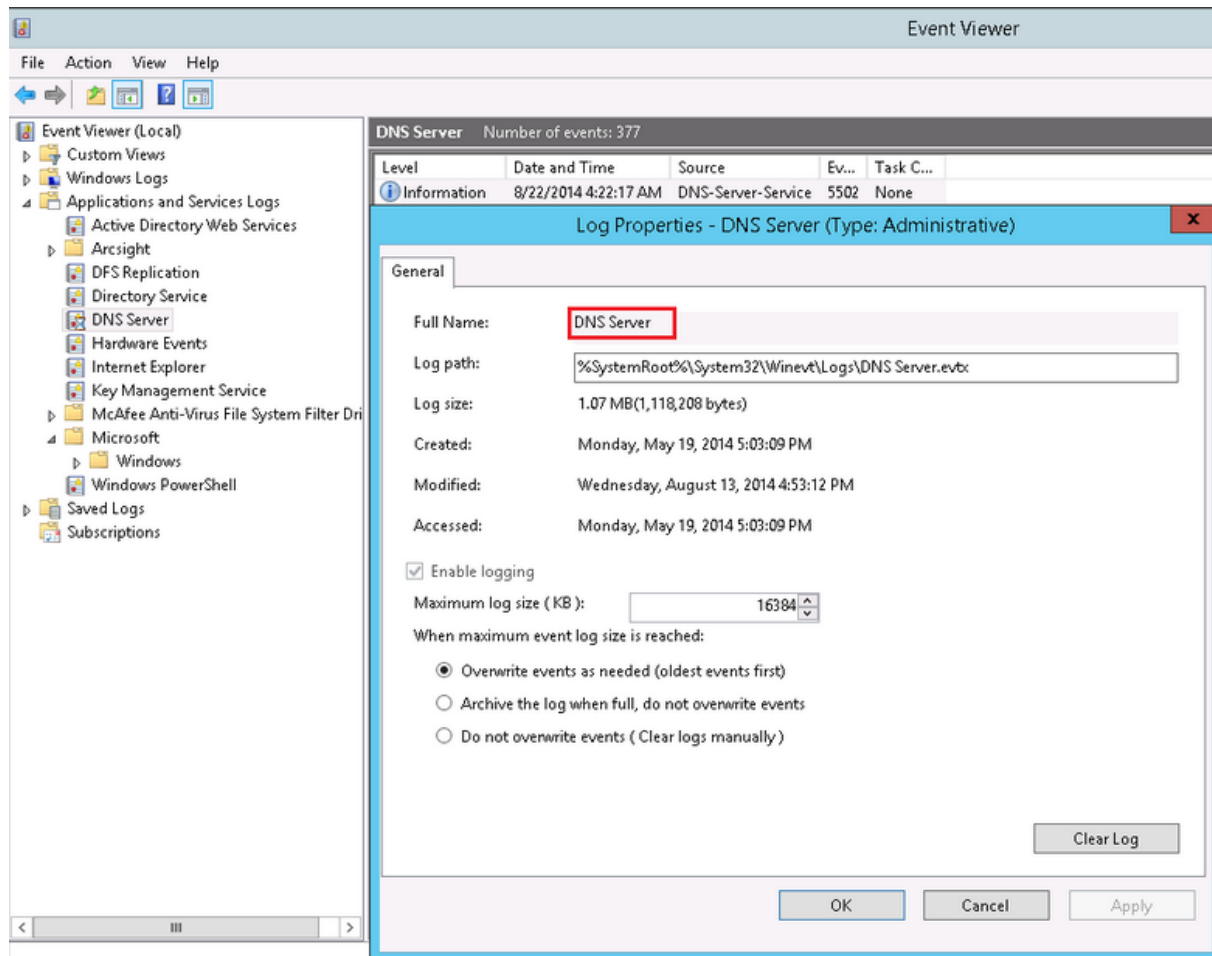 Event Viewer
File Action View Help
Event Viewer (Local)
Custom Views
Windows Logs
Applications and Services Logs
Active Directory Web Services
Arcsight
DFS Replication
Directory Service
DNS Server
Hardware Events
Internet Explorer
Key Management Service
McAfee Anti-Virus File System Filter Dri
Microsoft
Windows
Windows PowerShell
Saved Logs
Subscriptions
DNS Server Number of events: 377
Level Date and Time Source Ev... Task C...
Information 8/22/2014 4:22:17 AM DNS-Server-Service 5502 None
Log Properties - DNS Server (Type: Administrative)
x
General
Full Name: DNS Server
Log path: %SystemRoot%\System32\Winevt\Logs\DNS Server.evtx
Log size: 1.07 MB(1,118,208 bytes)
Created: Monday, May 19, 2014 5:03:09 PM
Modified: Wednesday, August 13, 2014 4:53:12 PM
Accessed: Monday, May 19, 2014 5:03:09 PM
Enable logging
Maximum log size ( KB ): 16384
When maximum event log size is reached:
Overwrite events as needed (oldest events first)
Archive the log when full, do not overwrite events
Do not overwrite events ( Clear logs manually )
Clear Log
OK Cancel Apply